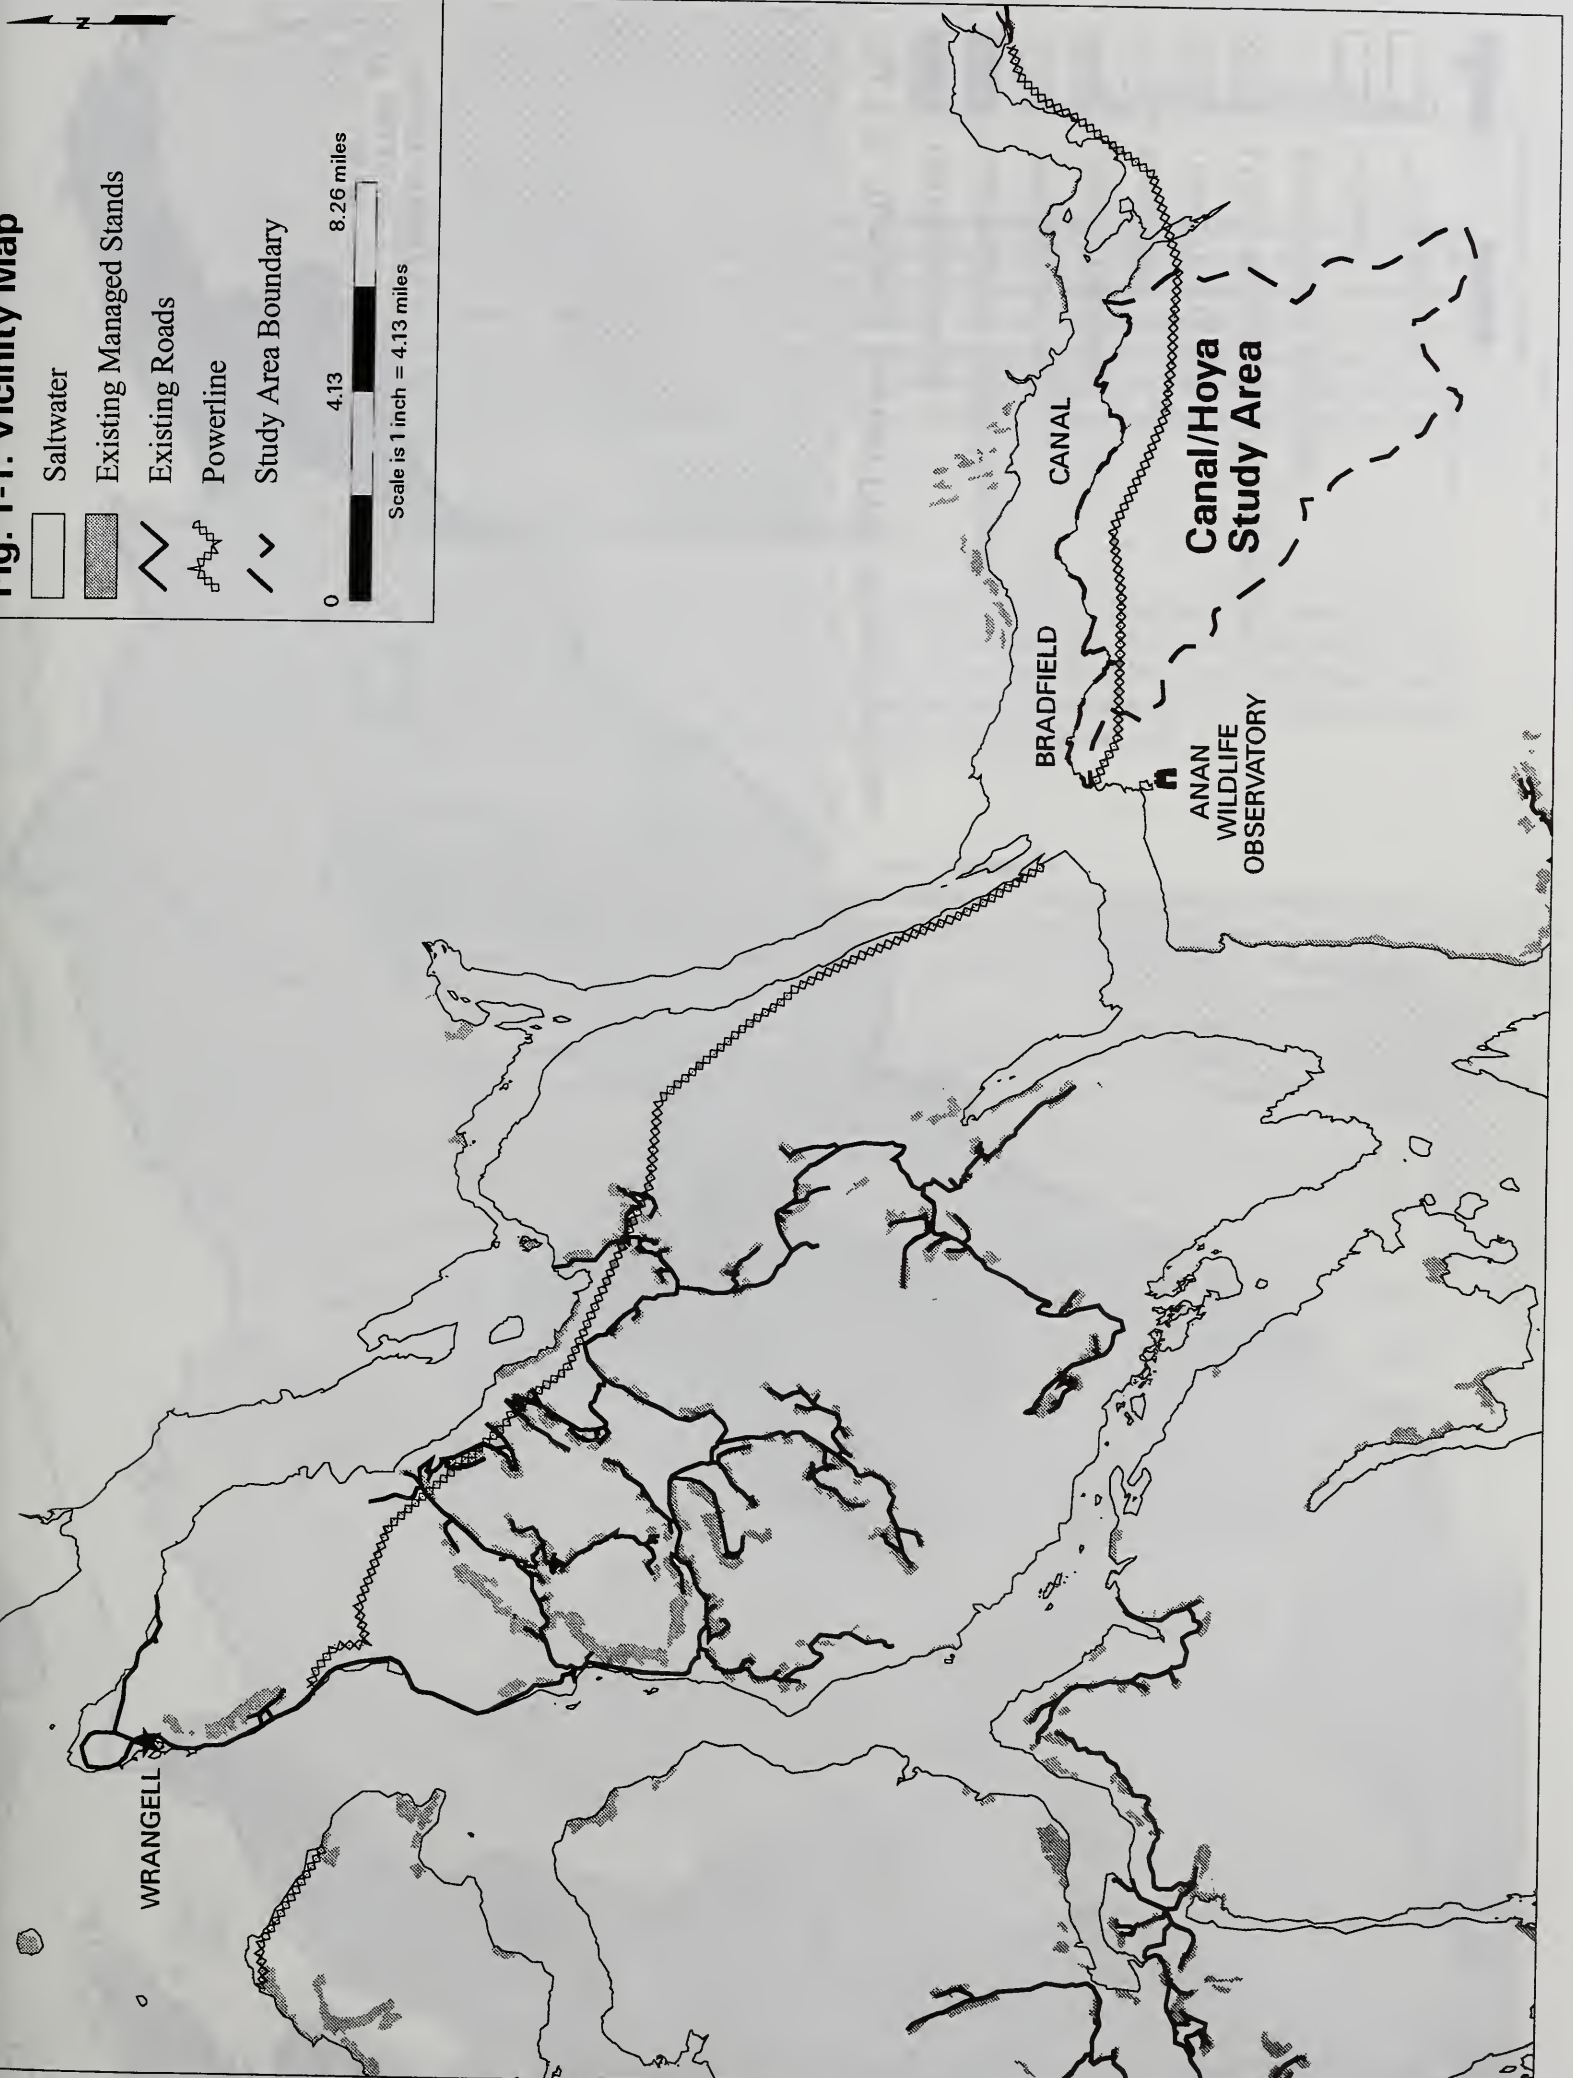 Fig. 1-1. Vicinity Map
Saltwater
Existing Managed Stands
Existing Roads
Powerline
Study Area Boundary
0 4.13 8.26 miles
Scale is 1 inch = 4.13 miles
N
WRANGELL
BRADFIELD CANAL
Canal/Hoya
Study Area
ANAN
WILDLIFE
OBSERVATORY